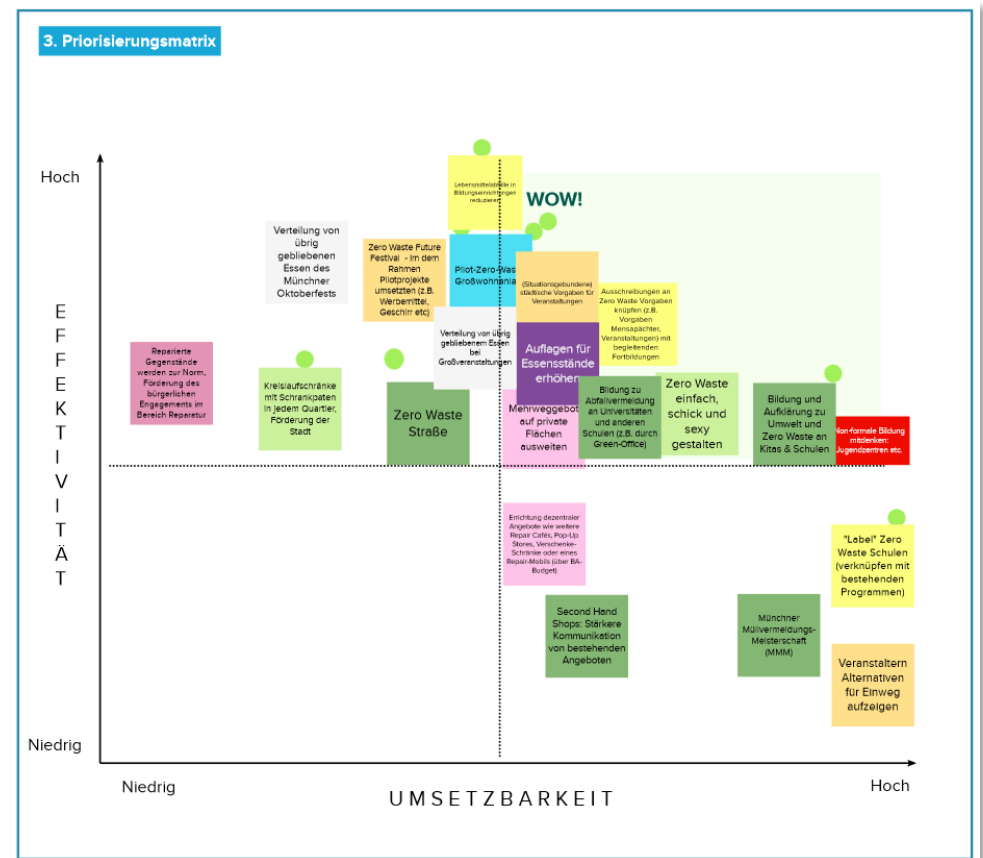 3. Priorisierungsmatrix
Hoch
EFFEKTIVITÄT
Niedrig
Niedrig
UMSETZBARKEIT
Hoch
WOW!
Lebensmittelabfälle in
Bildungseinrichtungen
reduzieren
Verteilung von
übrig
gebliebenen
Essen des
Münchner
Oktoberfests
Zero Waste Future
Festival - im dem
Rahmen
Pilotprojekte
umsetzten (z.B.
Werbemittel,
Geschirr etc)
Pilot-Zero-Was
Großwohnanla
(Situationsgebundene)
städtische Vorgaben für
Veranstaltungen
Ausschreibungen an
Zero Waste Vorgaben
knüpfen (z.B.
Vorgaben
Mensapächter,
Veranstaltungen) mit
begleitenden
Fortbildungen
Verteilung von übrig
gebliebenem Essen
bei
Großveranstaltungen
Auflagen für
Essensstände
erhöhen
Reparierte
Gegenstände
werden zur Norm,
Förderung des
bürgerlichen
Engagements im
Bereich Reparatur
Kreislaufschränke
mit Schrankpaten
in jedem Quartier,
Förderung der
Stadt
Zero Waste
Straße
Mehrweggebot
auf private
Flächen
ausweiten
Bildung zu
Abfallvermeldung
an Universitäten
und anderen
Schulen (z.B. durch
Green-Office)
Zero Waste
einfach,
schick und
sexy
gestalten
Bildung und
Aufklärung zu
Umwelt und
Zero Waste an
Kitas & Schulen
Non-formale Bildung
mitdenken:
Jugendzentren etc.
Errichtung dezentraler
Angebote wie weitere
Repair Cafés, Pop-Up
Stores, Verschenke-
Schränke oder eines
Repair-Mobils (über BA-
Budget)
"Label" Zero
Waste Schulen
(verknüpfen mit
bestehenden
Programmen)
Second Hand
Shops: Stärkere
Kommunikation
von bestehenden
Angeboten
Münchner
Müllvermeldungs-
Meisterschaft
(MMM)
Veranstaltern
Alternativen
für Einweg
aufzeigen